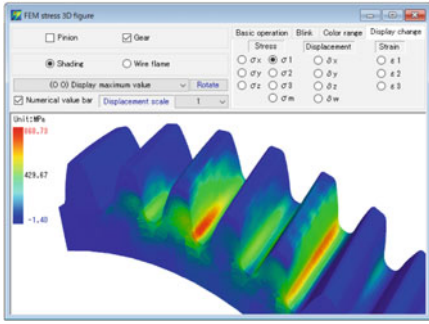 FEM stress 3D figure
Basic operation Blink Color range Display change
Pinion Gear
Stress Displacement Strain
Shading Wire flame
σx σ1 δx ε1
σy σ2 δy ε2
σz σ3 δz ε3
σm δw
(O O) Display maximum value Rotate
Numerical value bar Displacement scale 1
Unit:MPa
860.73
429.67
-1.40